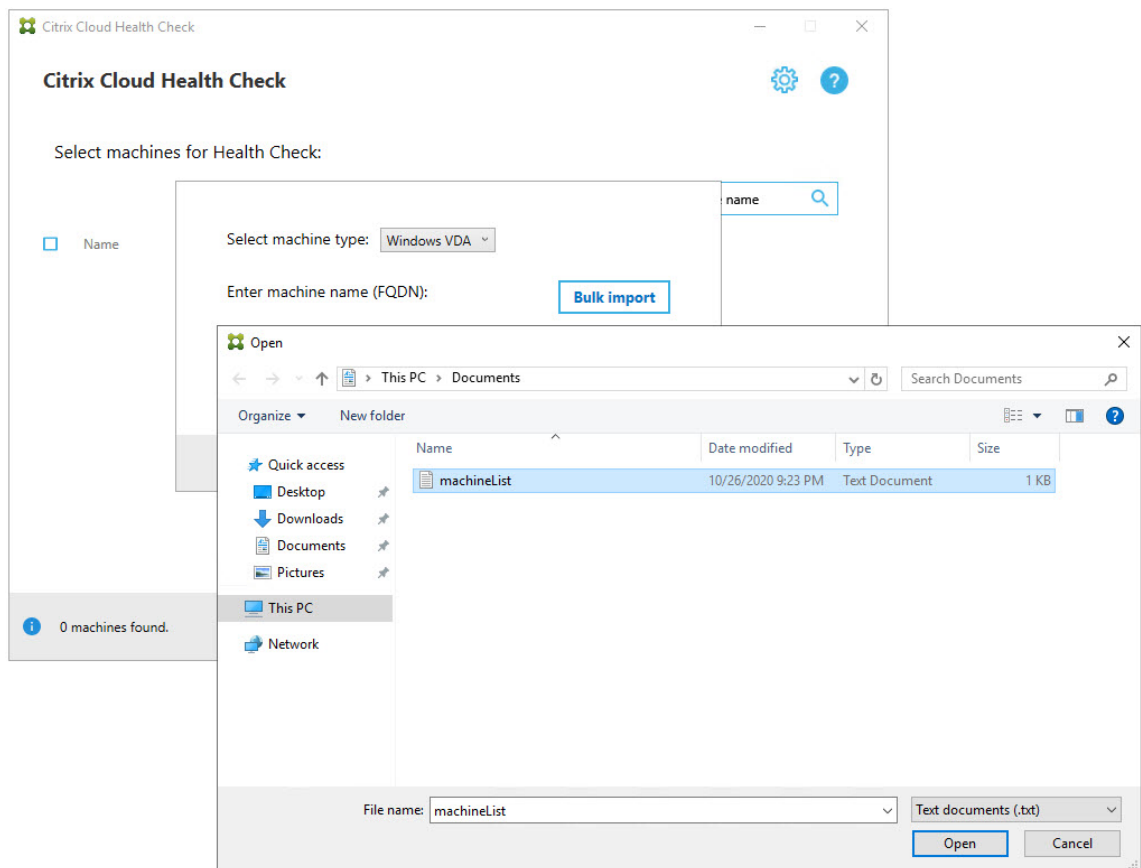 Citrix Cloud Health Check
Citrix Cloud Health Check
?
Select machines for Health Check:
name
Name
Select machine type: Windows VDA
Enter machine name (FQDN): Bulk import
0 machines found.
Open
This PC › Documents
Search Documents
Organize New folder
?
Name Date modified Type Size
machineList 10/26/2020 9:23 PM Text Document 1 KB
Quick access
Desktop
Downloads
Documents
Pictures
This PC
Network
File name: machineList Text documents (.txt)
Open Cancel